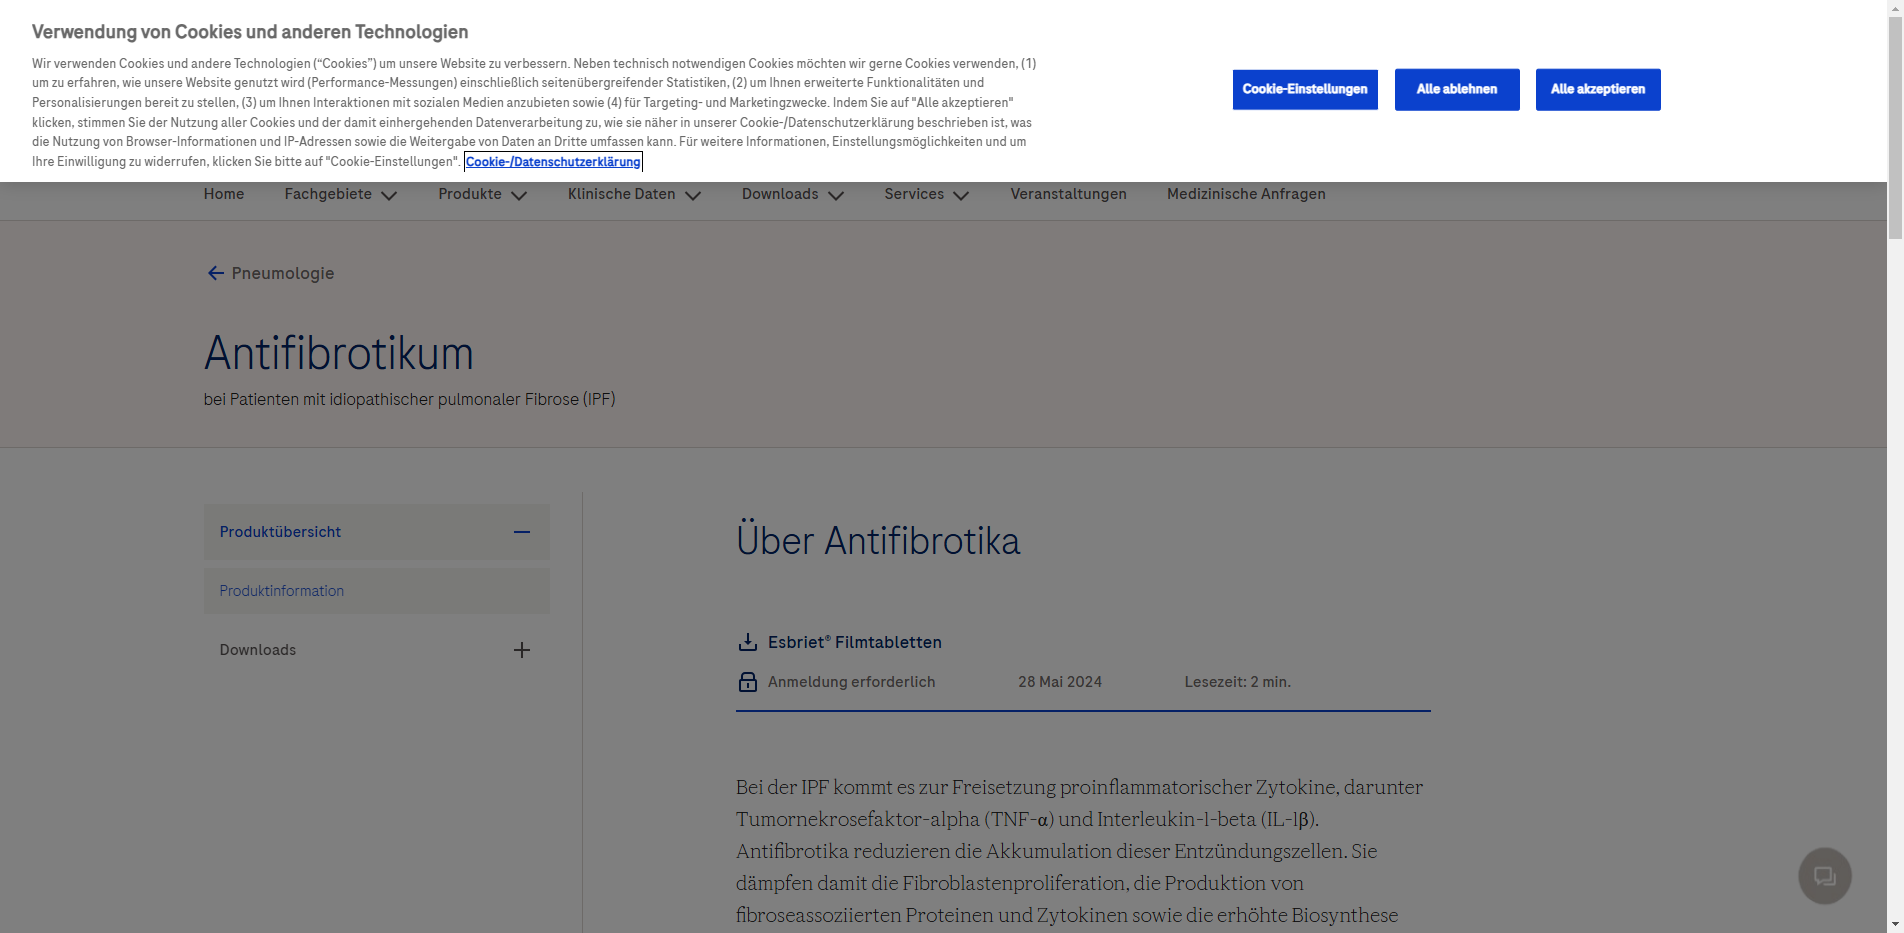 Verwendung von Cookies und anderen Technologien
Wir verwenden Cookies und andere Technologien (“Cookies”) um unsere Website zu verbessern. Neben technisch notwendigen Cookies möchten wir gerne Cookies verwenden, (1)
um zu erfahren, wie unsere Website genutzt wird (Performance-Messungen) einschließlich seitenübergreifender Statistiken, (2) um Ihnen erweiterte Funktionalitäten und
Personalisierungen bereit zu stellen, (3) um Ihnen Interaktionen mit sozialen Medien anzubieten sowie (4) für Targeting- und Marketingzwecke. Indem Sie auf "Alle akzeptieren"
klicken, stimmen Sie der Nutzung aller Cookies und der damit einhergehenden Datenverarbeitung zu, wie sie näher in unserer Cookie-/Datenschutzerklärung beschrieben ist, was
die Nutzung von Browser-Informationen und IP-Adressen sowie die Weitergabe von Daten an Dritte umfassen kann. Für weitere Informationen, Einstellungsmöglichkeiten und um
Ihre Einwilligung zu widerrufen, klicken Sie bitte auf "Cookie-Einstellungen". Cookie-/Datenschutzerklärung
Cookie-Einstellungen Alle ablehnen Alle akzeptieren
Home Fachgebiete Produkte Klinische Daten Downloads Services Veranstaltungen Medizinische Anfragen
Pneumologie
Antifibrotikum
bei Patienten mit idiopathischer pulmonaler Fibrose (IPF)
Produktübersicht
Produktinformation
Downloads
Über Antifibrotika
Esbriet® Filmtabletten
Anmeldung erforderlich 28 Mai 2024 Lesezeit: 2 min.
Bei der IPF kommt es zur Freisetzung proinflammatorischer Zytokine, darunter
Tumornekrosefaktor-alpha (TNF-α) und Interleukin-1-beta (IL-1β).
Antifibrotika reduzieren die Akkumulation dieser Entzündungszellen. Sie
dämpfen damit die Fibroblastenproliferation, die Produktion von
fibroseassoziierten Proteinen und Zytokinen sowie die erhöhte Biosynthese